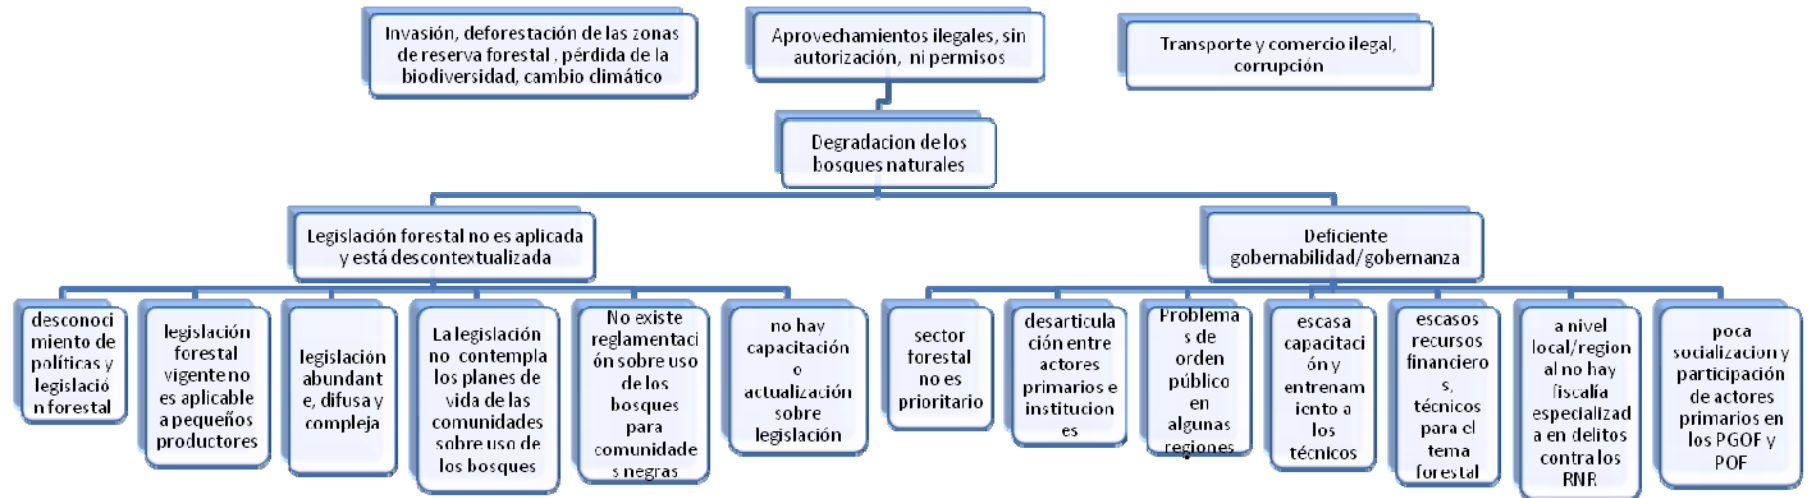 Invasión, deforestación de las zonas
de reserva forestal , pérdida de la
biodiversidad, cambio climático
Aprovechamientos ilegales, sin
autorización, ni permisos
Transporte y comercio ilegal,
corrupción
Degradacion de los
bosques naturales
Legislación forestal no es aplicada
y está descontextualizada
Deficiente
gobernabilidad/gobernanza
desconoci
miento de
políticas y
legislació
n forestal
legislación
forestal
vigente no
es aplicable
a pequeños
productores
legislación
abundant
e, difusa y
compleja
La legislación
no contempla
los planes de
vida de las
comunidades
sobre uso de
los bosques
No existe
reglamentaci
ón sobre uso
de los
bosques
para
comunidade
s negras
no hay
capacitación
o
actualización
sobre
legislación
sector
forestal
no es
prioritario
desarticula
ción entre
actores
primarios e
institucion
es
Problema
s de
orden
público
en
algunas
regiones
escasa
capacitaci
ón y
entrenam
iento a
los
técnicos
escasos
recursos
financiero
s,
técnicos
para el
tema
forestal
a nivel
local/region
al no hay
fiscalía
especializad
a en delitos
contra los
RNR
poca
socializacion y
participación
de actores
primarios en
los PGOF y
POF